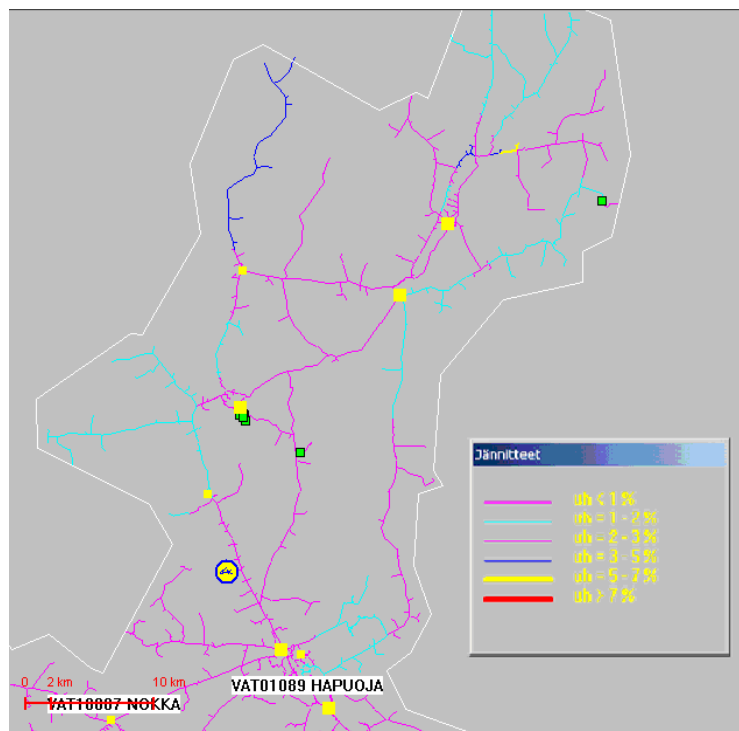 Jännitteet
uh < 1%
uh = 1 - 2%
uh = 2 - 3%
uh = 3 - 5%
uh = 5 - 7%
uh > 7%
0 2 km 10 km
VAT01089 HAPUOJA
VAT10007 NOKKA